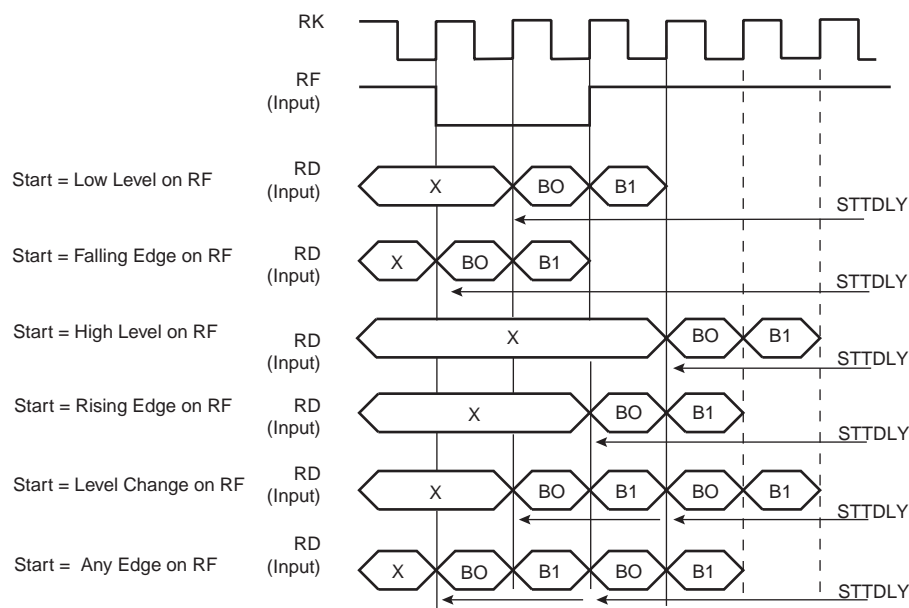 RK
RF
(Input)
Start = Low Level on RF
RD
(Input)
X
BO
B1
STTDLY
Start = Falling Edge on RF
RD
(Input)
X
BO
B1
STTDLY
Start = High Level on RF
RD
(Input)
X
BO
B1
STTDLY
Start = Rising Edge on RF
RD
(Input)
X
BO
B1
STTDLY
Start = Level Change on RF
RD
(Input)
X
BO
B1
BO
B1
STTDLY
Start = Any Edge on RF
RD
(Input)
X
BO
B1
BO
B1
STTDLY